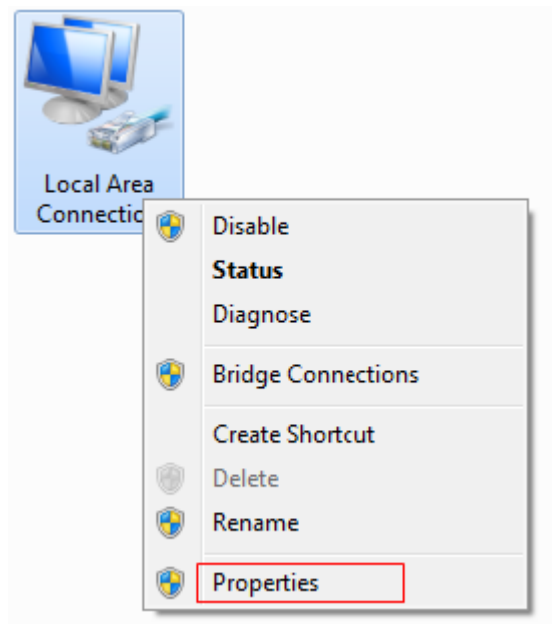 Local Area
Connectio
Disable
Status
Diagnose
Bridge Connections
Create Shortcut
Delete
Rename
Properties